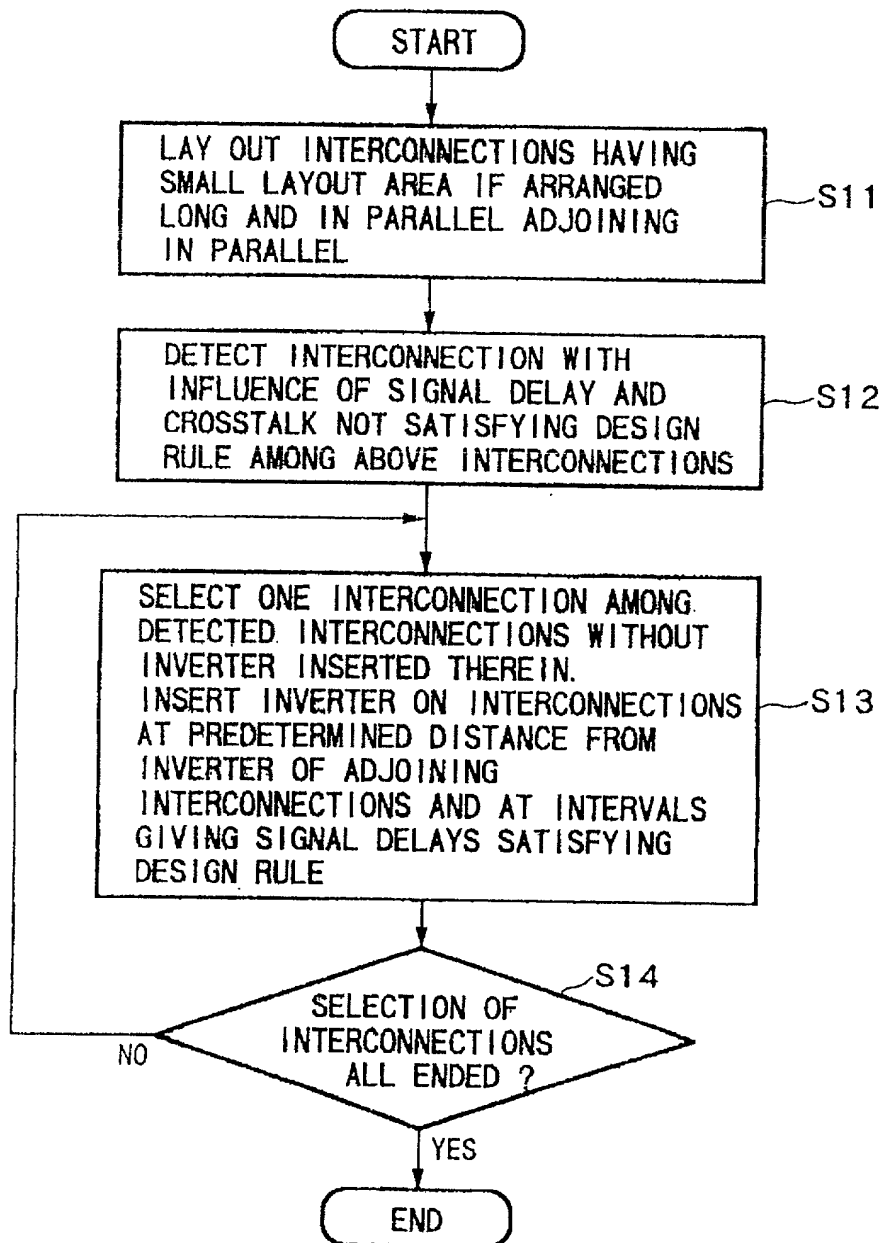 START
LAY OUT INTERCONNECTIONS HAVING
SMALL LAYOUT AREA IF ARRANGED
LONG AND IN PARALLEL ADJOINING
IN PARALLEL
S11
DETECT INTERCONNECTION WITH
INFLUENCE OF SIGNAL DELAY AND
CROSSTALK NOT SATISFYING DESIGN
RULE AMONG ABOVE INTERCONNECTIONS
S12
SELECT ONE INTERCONNECTION AMONG
DETECTED INTERCONNECTIONS WITHOUT
INVERTER INSERTED THEREIN.
INSERT INVERTER ON INTERCONNECTIONS
AT PREDETERMINED DISTANCE FROM
INVERTER OF ADJOINING
INTERCONNECTIONS AND AT INTERVALS
GIVING SIGNAL DELAYS SATISFYING
DESIGN RULE
S13
S14
SELECTION OF
INTERCONNECTIONS
ALL ENDED ?
NO
YES
END